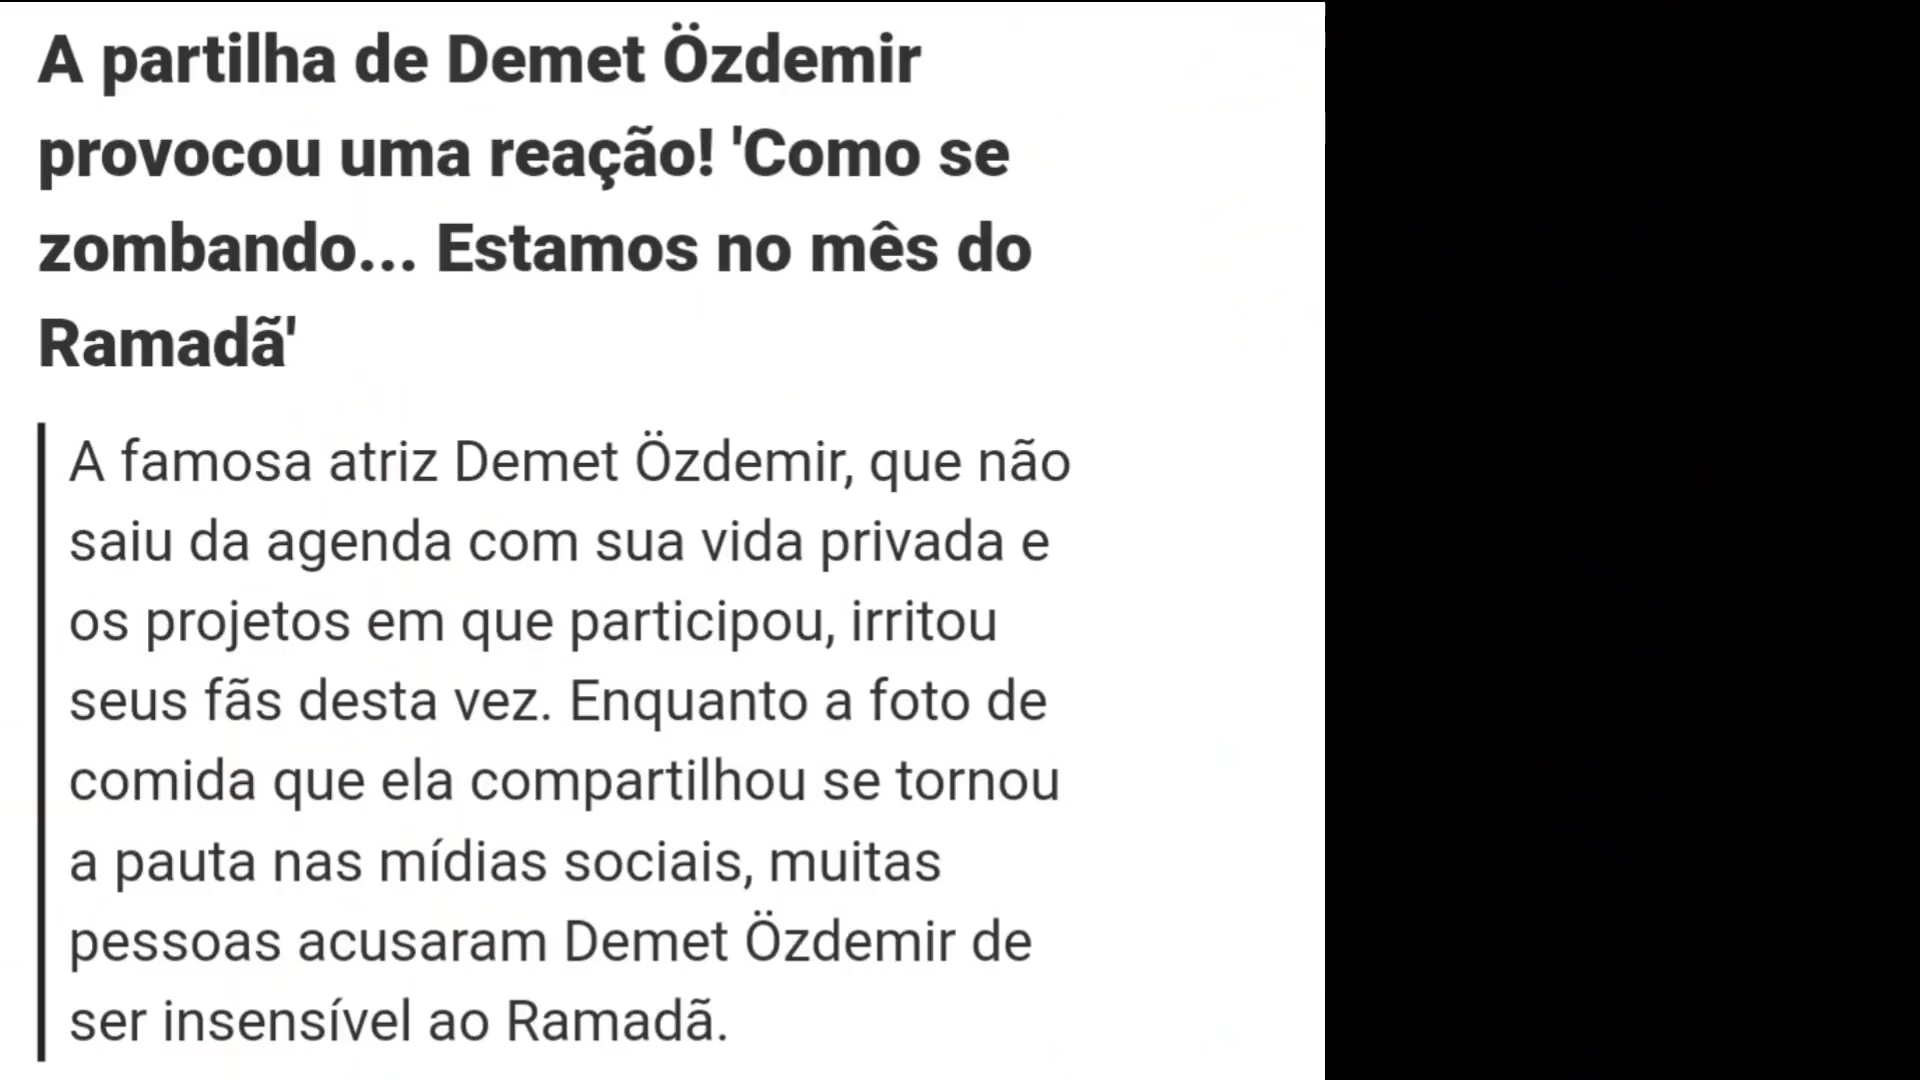 A partilha de Demet Özdemir
provocou uma reação! 'Como se
zombando... Estamos no mês do
Ramadã'
A famosa atriz Demet Özdemir, que não
saiu da agenda com sua vida privada e
os projetos em que participou, irritou
seus fãs desta vez. Enquanto a foto de
comida que ela compartilhou se tornou
a pauta nas mídias sociais, muitas
pessoas acusaram Demet Özdemir de
ser insensível ao Ramadã.